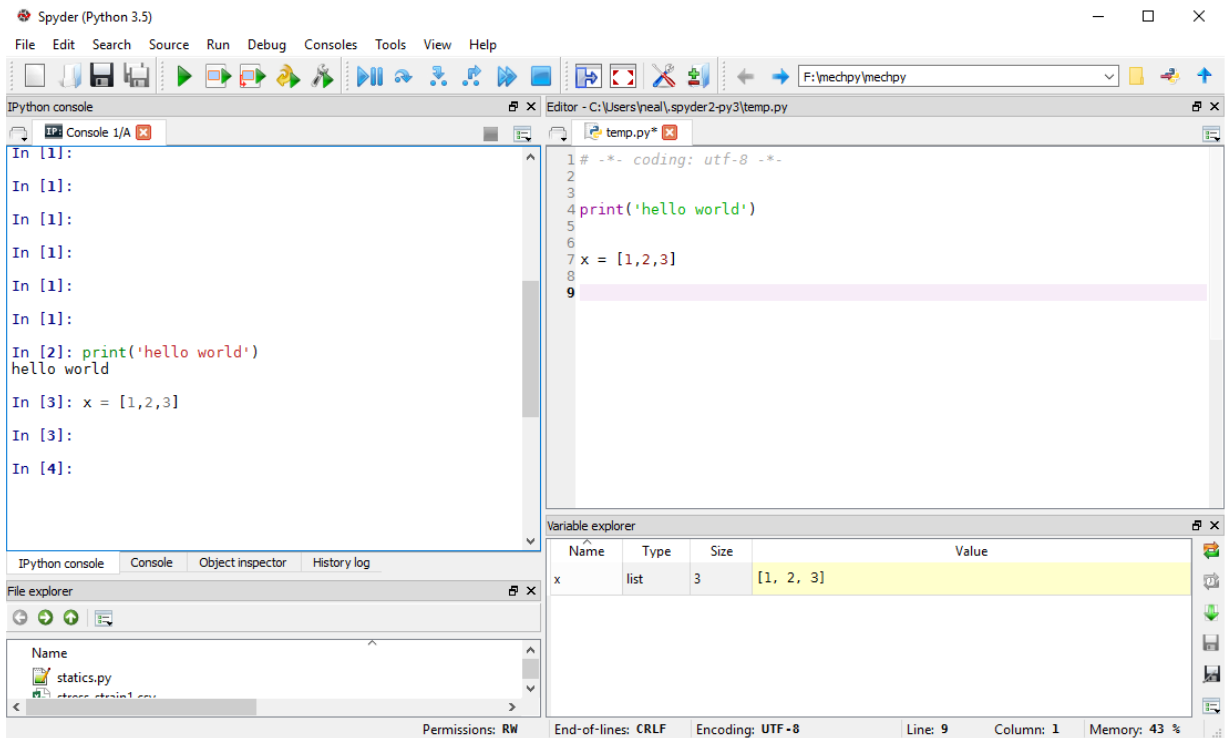 Spyder (Python 3.5)
File Edit Search Source Run Debug Consoles Tools View Help
F:\mechpy\mechpy
IPython console
IP: Console 1/A
In [1]:
In [1]:
In [1]:
In [1]:
In [1]:
In [1]:
In [2]: print('hello world')
hello world
In [3]: x = [1,2,3]
In [3]:
In [4]:
IPython console Console Object inspector History log
File explorer
Name
statics.py
stress_strain1.csv
Editor - C:\Users\neal\.spyder2-py3\temp.py
temp.py*
1 # -*- coding: utf-8 -*-
2
3
4 print('hello world')
5
6
7 x = [1,2,3]
8
9
Variable explorer
Name Type Size Value
x list 3 [1, 2, 3]
Permissions: RW End-of-lines: CRLF Encoding: UTF-8 Line: 9 Column: 1 Memory: 43 %